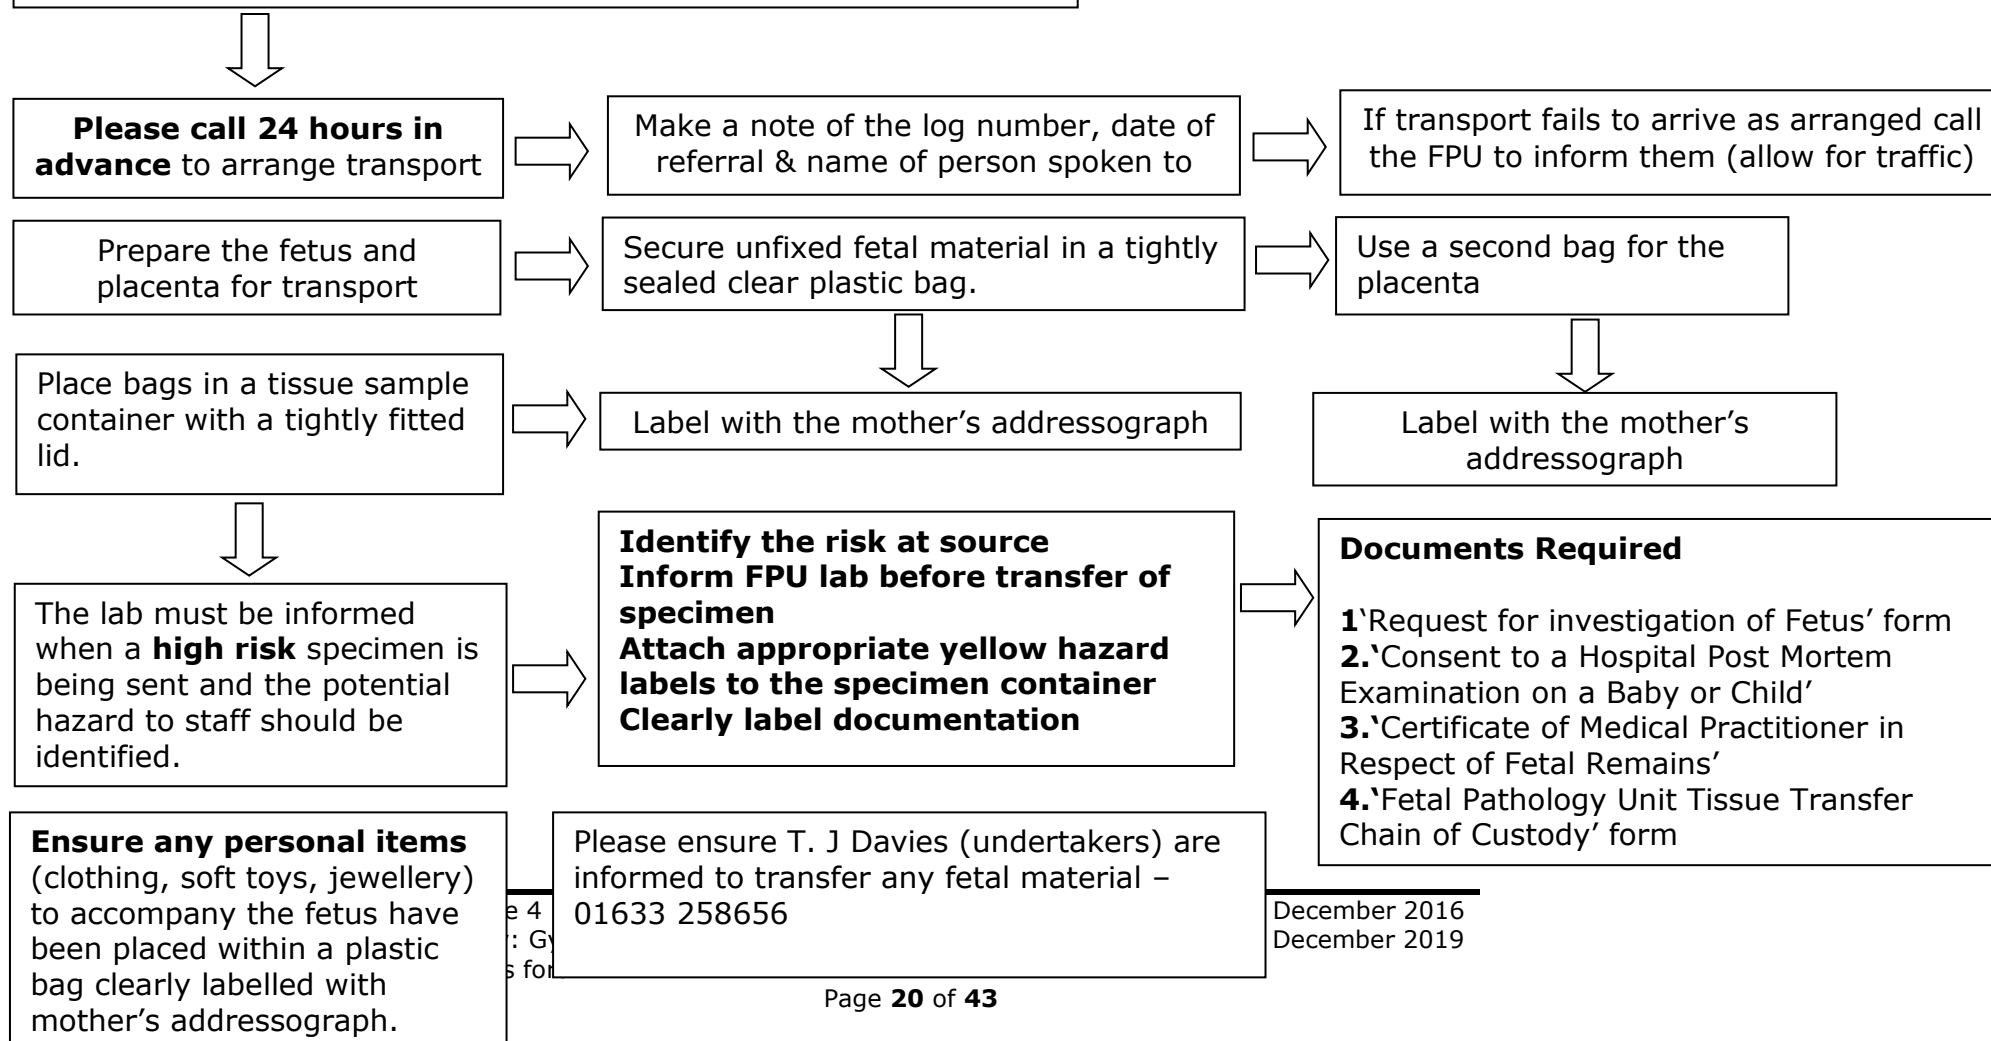 Please call 24 hours in
advance to arrange transport
Make a note of the log number, date of
referral & name of person spoken to
If transport fails to arrive as arranged call
the FPU to inform them (allow for traffic)
Prepare the fetus and
placenta for transport
Secure unfixed fetal material in a tightly
sealed clear plastic bag.
Use a second bag for the
placenta
Place bags in a tissue sample
container with a tightly fitted
lid.
Label with the mother’s addressograph
Label with the mother’s
addressograph
The lab must be informed
when a high risk specimen is
being sent and the potential
hazard to staff should be
identified.
Identify the risk at source
Inform FPU lab before transfer of
specimen
Attach appropriate yellow hazard
labels to the specimen container
Clearly label documentation
Documents Required
1‘Request for investigation of Fetus’ form
2.‘Consent to a Hospital Post Mortem
Examination on a Baby or Child’
3.‘Certificate of Medical Practitioner in
Respect of Fetal Remains’
4.‘Fetal Pathology Unit Tissue Transfer
Chain of Custody’ form
Ensure any personal items
(clothing, soft toys, jewellery)
to accompany the fetus have
been placed within a plastic
bag clearly labelled with
mother’s addressograph.
Please ensure T. J Davies (undertakers) are
informed to transfer any fetal material –
01633 258656
e 4
December 2016
: Gy
December 2019
s for
Page 20 of 43